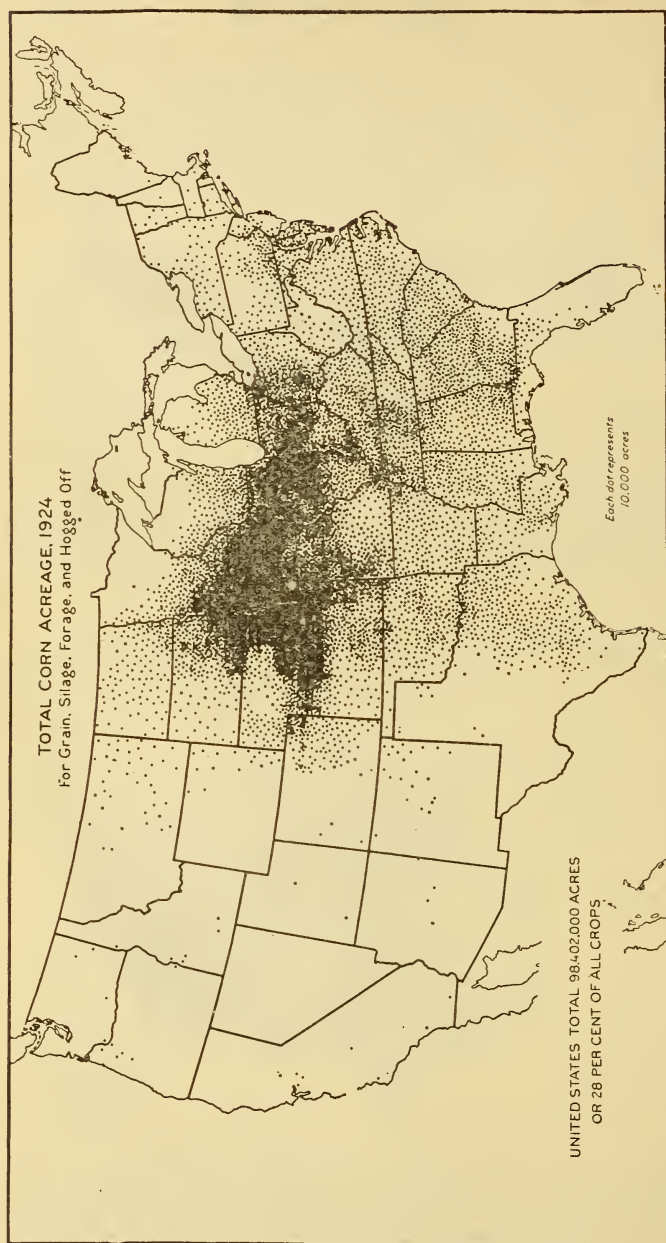 TOTAL CORN ACREAGE, 1924
For Grain, Silage, Forage, and Hogged Off
Each dot represents
10,000 acres
UNITED STATES TOTAL 98,402,000 ACRES
OR 28 PER CENT OF ALL CROPS